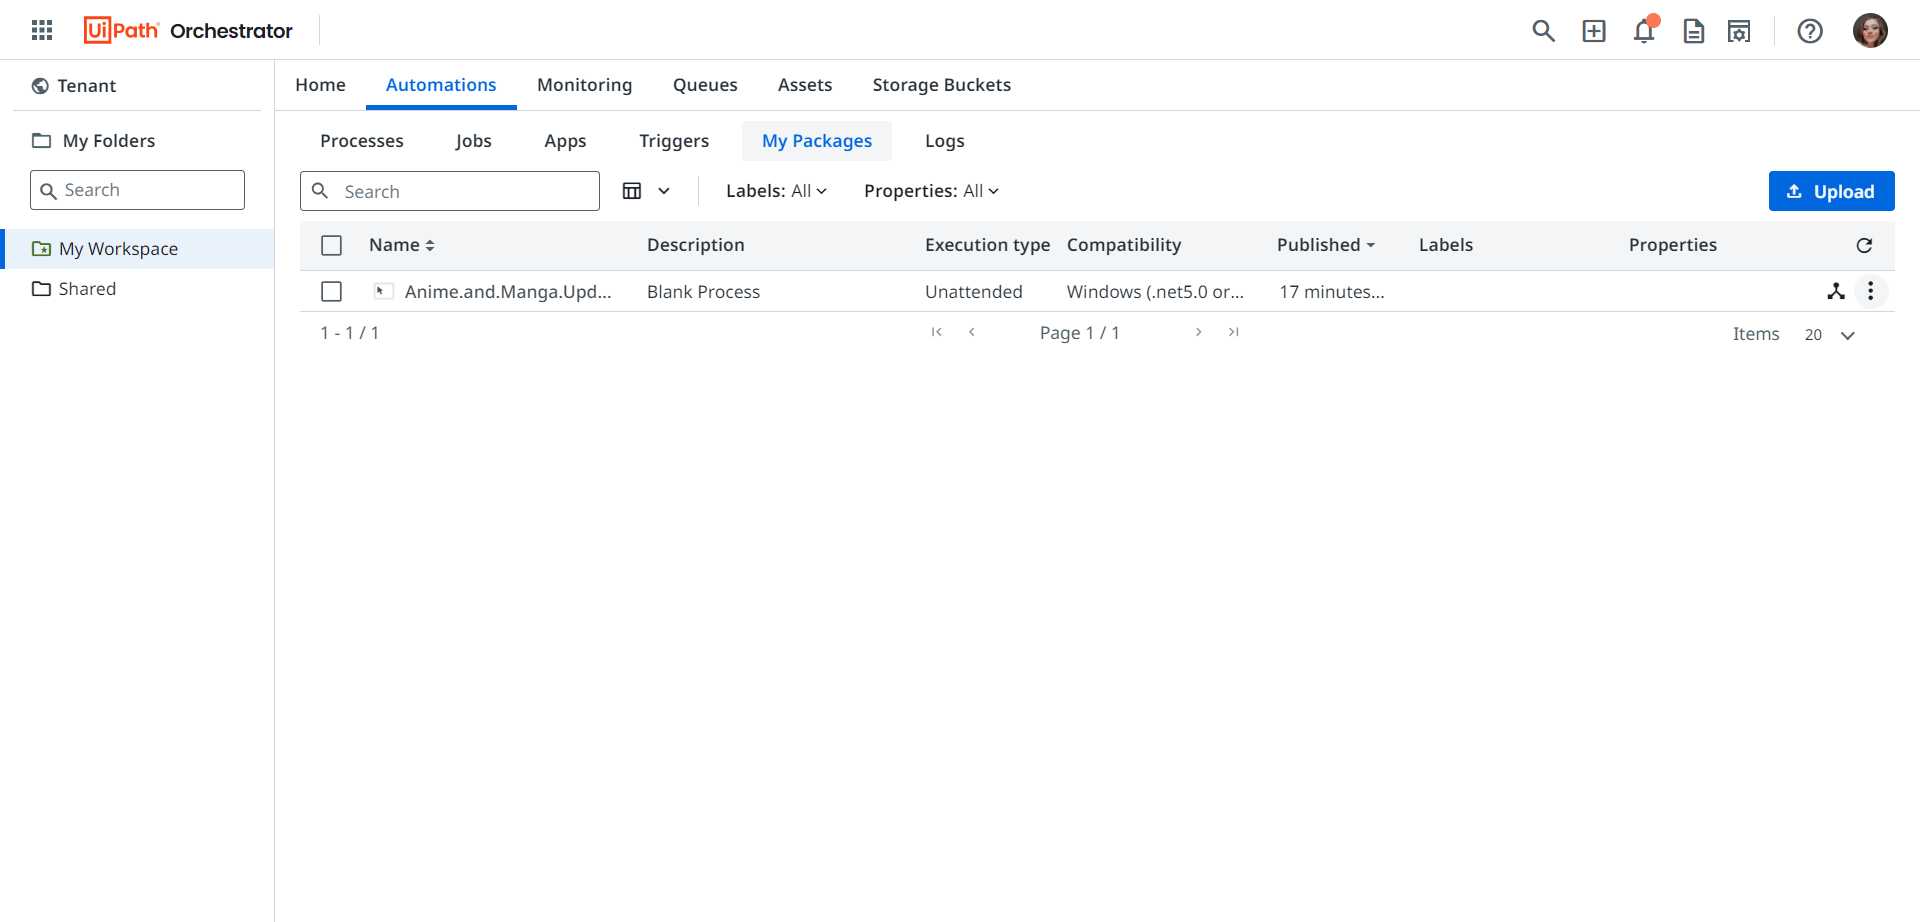 UiPath Orchestrator
Tenant
Home Automations Monitoring Queues Assets Storage Buckets
My Folders
Processes Jobs Apps Triggers My Packages Logs
Search
Search Labels: All Properties: All Upload
My Workspace
Shared
Name Description Execution type Compatibility Published Labels Properties
Anime.and.Manga.Upd... Blank Process Unattended Windows (.net5.0 or... 17 minutes...
1 - 1 / 1 Page 1 / 1 Items 20